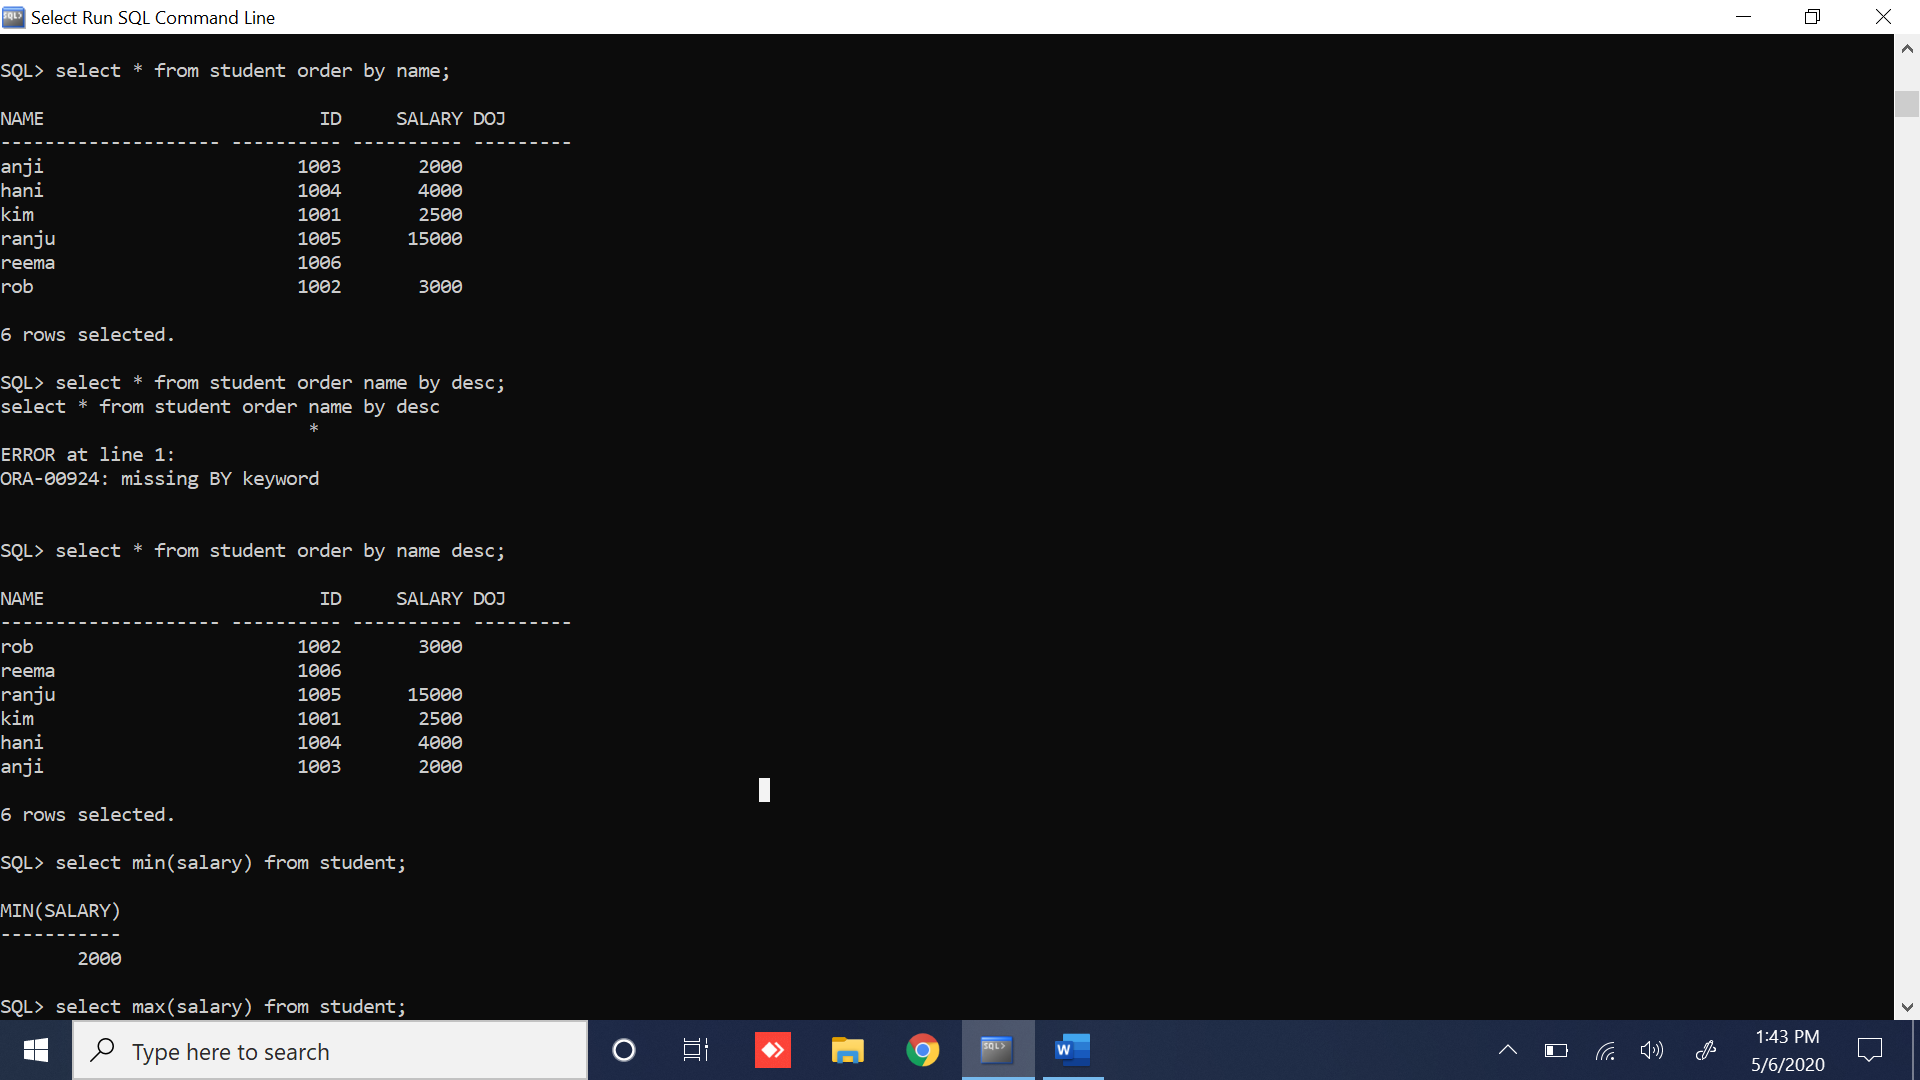 Select Run SQL Command Line
SQL> select * from student order by name;
NAME                         ID     SALARY DOJ
-------------------- ---------- ---------- ---------
anji                       1003       2000
hani                       1004       4000
kim                        1001       2500
ranju                      1005      15000
reema                      1006
rob                        1002       3000
6 rows selected.
SQL> select * from student order name by desc;
select * from student order name by desc
                            *
ERROR at line 1:
ORA-00924: missing BY keyword
SQL> select * from student order by name desc;
NAME                         ID     SALARY DOJ
-------------------- ---------- ---------- ---------
rob                        1002       3000
reema                      1006
ranju                      1005      15000
kim                        1001       2500
hani                       1004       4000
anji                       1003       2000
6 rows selected.
SQL> select min(salary) from student;
MIN(SALARY)
-----------
       2000
SQL> select max(salary) from student;
Type here to search
1:43 PM
5/6/2020